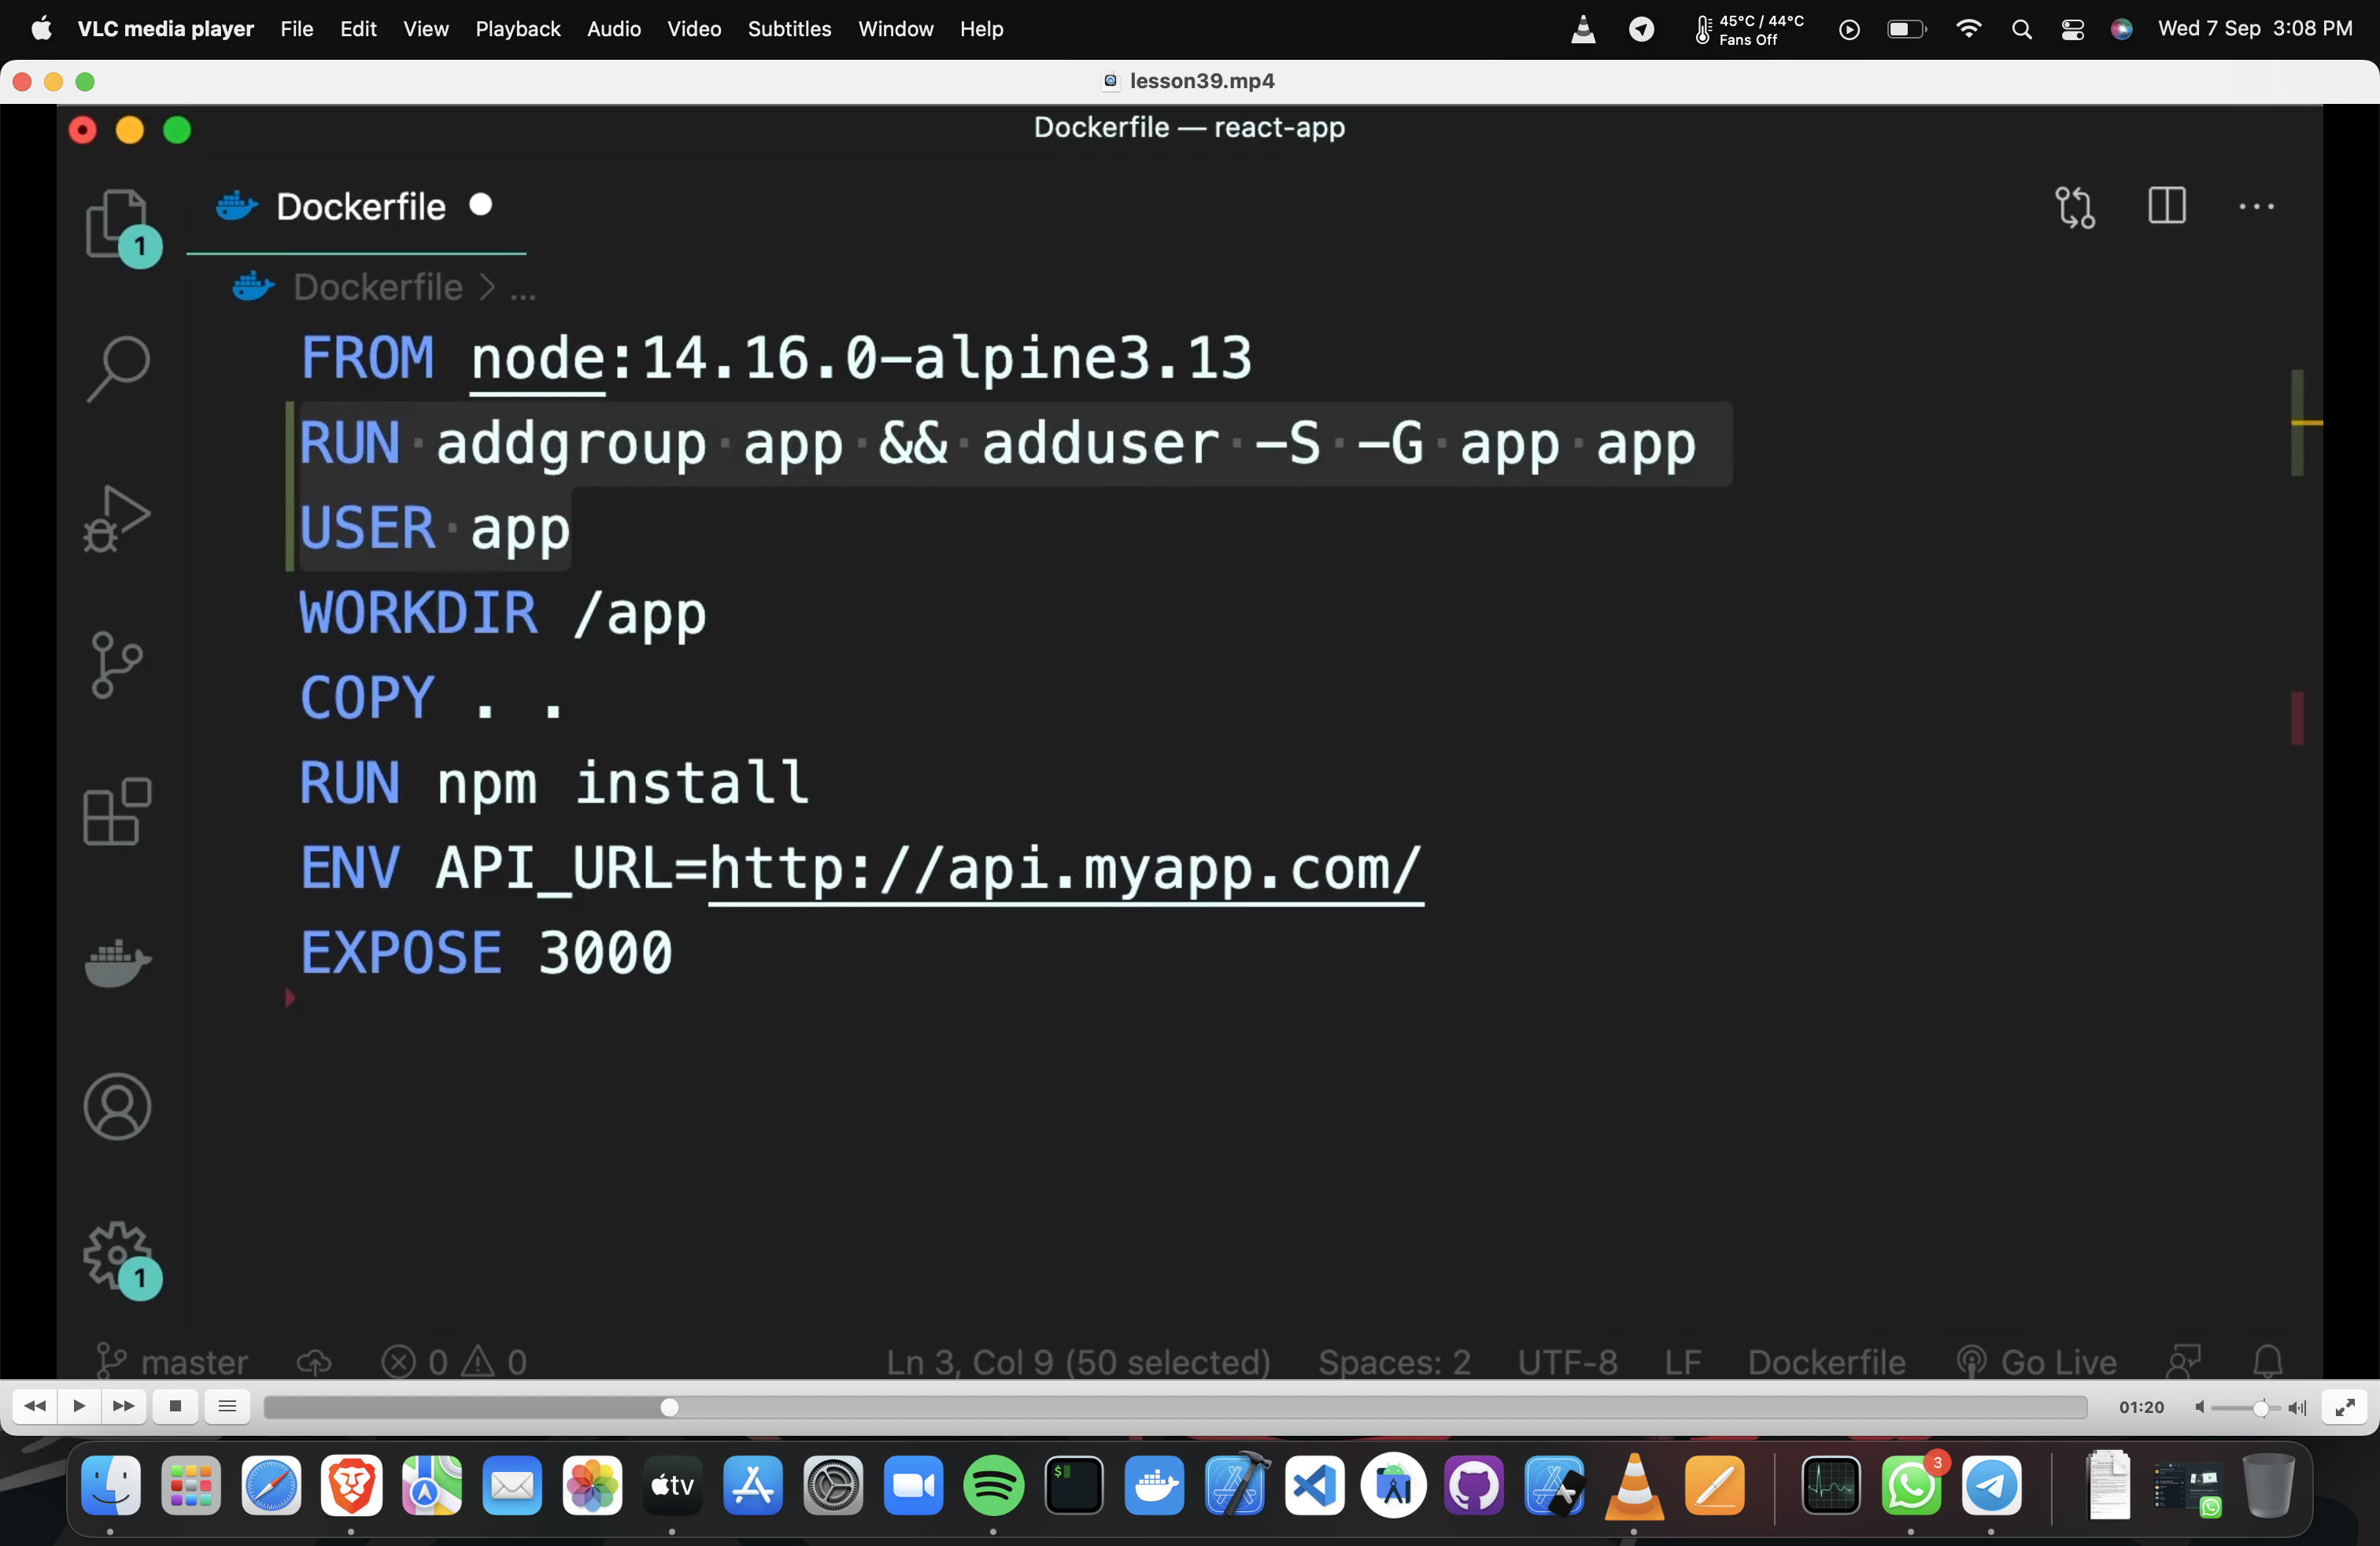 VLC media player File Edit View Playback Audio Video Subtitles Window Help 45°C / 44°C Fans Off Wed 7 Sep 3:08 PM
lesson39.mp4
Dockerfile — react-app
Dockerfile
1
Dockerfile > ...
FROM node:14.16.0-alpine3.13
RUN addgroup app && adduser -S -G app app
USER app
WORKDIR /app
COPY . .
RUN npm install
ENV API_URL=http://api.myapp.com/
EXPOSE 3000
1
master 0 0 Ln 3, Col 9 (50 selected) Spaces: 2 UTF-8 LF Dockerfile Go Live
01:20
tv
$
3